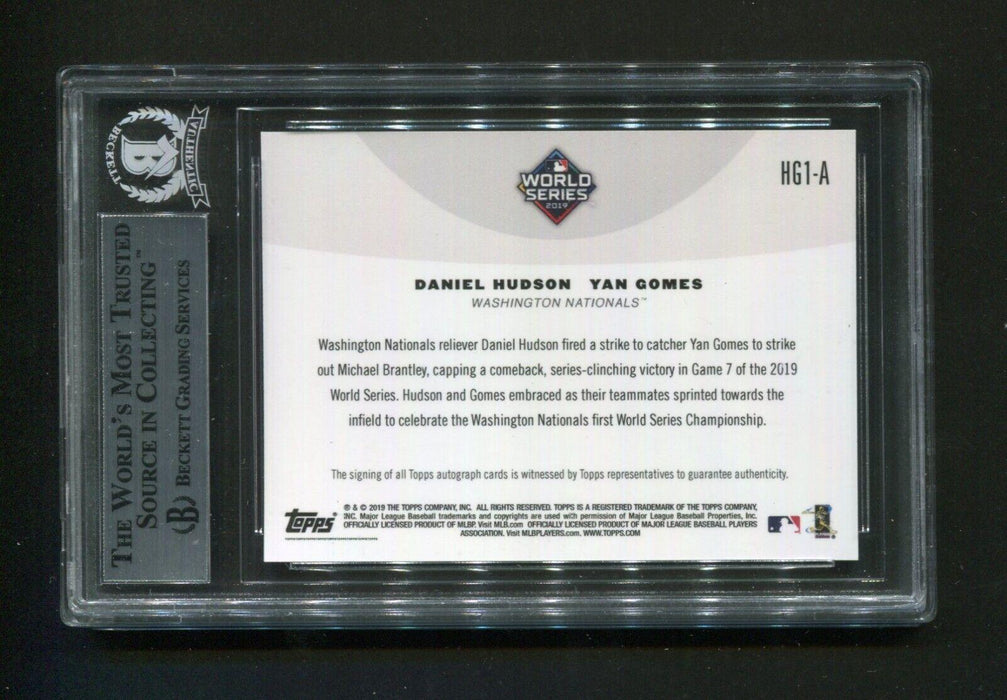 BECKETT
B
AUTHENTIC
THE WORLD'S MOST TRUSTED
SOURCE IN COLLECTING™
(B) BECKETT GRADING SERVICES
HG1-A
WORLD
SERIES
2019
DANIEL HUDSON YAN GOMES
WASHINGTON NATIONALS™
Washington Nationals reliever Daniel Hudson fired a strike to catcher Yan Gomes to strike
out Michael Brantley, capping a comeback, series-clinching victory in Game 7 of the 2019
World Series. Hudson and Gomes embraced as their teammates sprinted towards the
infield to celebrate the Washington Nationals first World Series Championship.
The signing of all Topps autograph cards is witnessed by Topps representatives to guarantee authenticity.
topps
® & © 2019 THE TOPPS COMPANY, INC. ALL RIGHTS RESERVED. TOPPS IS A REGISTERED TRADEMARK OF THE TOPPS COMPANY,
INC. Major League Baseball trademarks and copyrights are used with permission of Major League Baseball Properties, Inc.
OFFICIALLY LICENSED PRODUCT OF MLBP. Visit MLB.com OFFICIALLY LICENSED PRODUCT OF MAJOR LEAGUE BASEBALL PLAYERS
ASSOCIATION. Visit MLBPLAYERS.com. WWW.TOPPS.COM